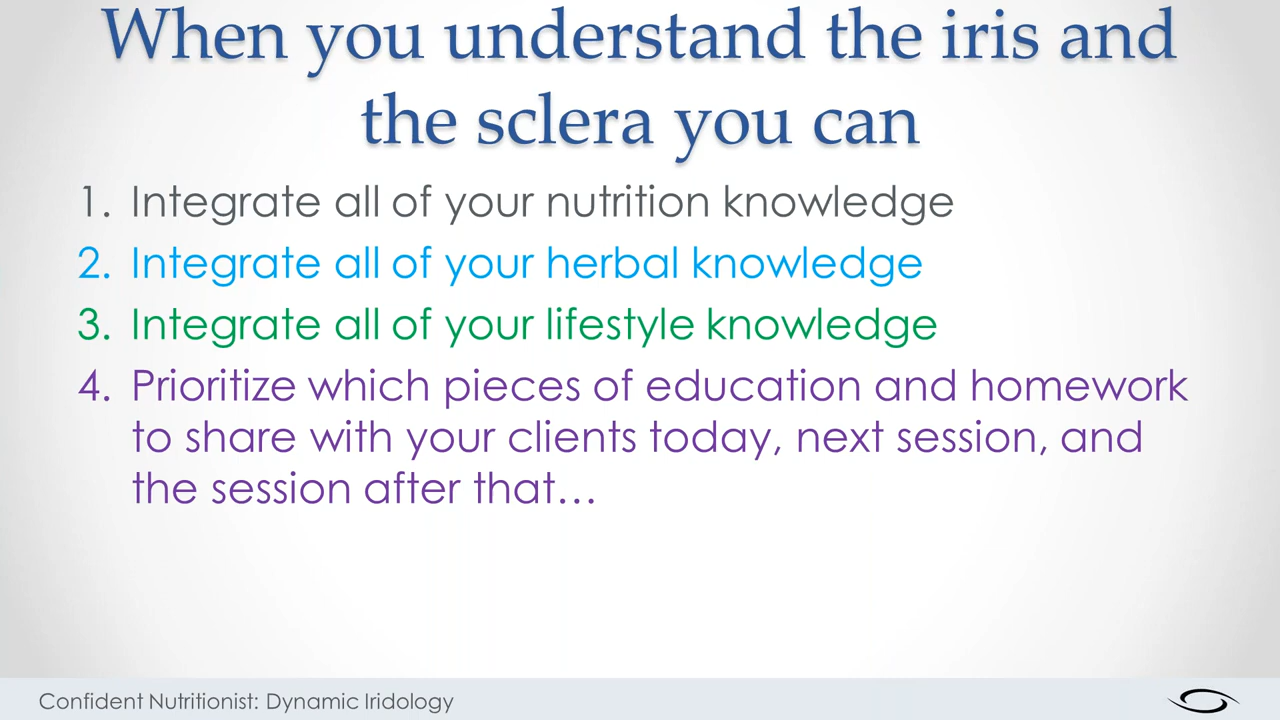 When you understand the iris and
the sclera you can
1. Integrate all of your nutrition knowledge
2. Integrate all of your herbal knowledge
3. Integrate all of your lifestyle knowledge
4. Prioritize which pieces of education and homework
to share with your clients today, next session, and
the session after that…
Confident Nutritionist: Dynamic Iridology